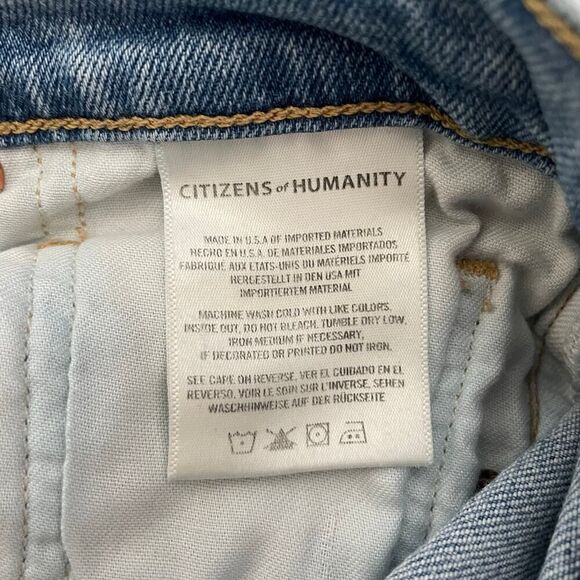 CITIZENS of HUMANITY
MADE IN U.S.A OF IMPORTED MATERIALS
HECHO EN U.S.A. DE MATERIALES IMPORTADOS
FABRIQUÉ AUX ETATS-UNIS DU MATÉRIELS IMPORTÉ
HERGESTELLT IN DEN USA MIT
IMPORTIERTEM MATERIAL
MACHINE WASH COLD WITH LIKE COLORS,
INSIDE OUT, DO NOT BLEACH. TUMBLE DRY LOW.
IRON MEDIUM IF NECESSARY,
IF DECORATED OR PRINTED DO NOT IRON.
SEE CARE ON REVERSE, VER EL CUIDADO EN EL
REVERSO, VOIR LE SOIN SUR L'INVERSE, SEHEN
WASCHHINWEISE AUF DER RÜCKSEITE